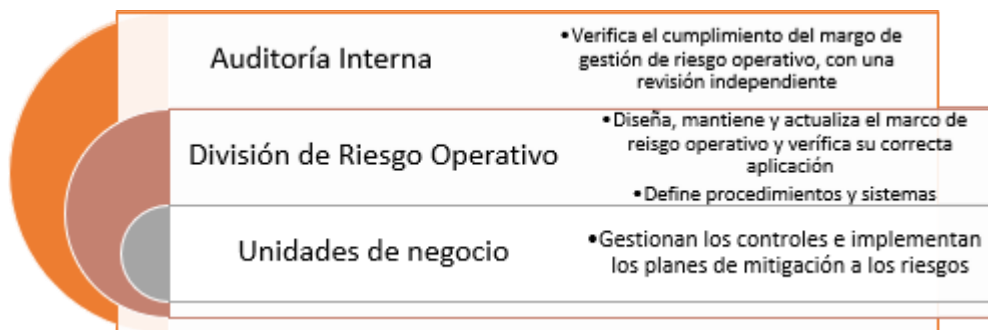 Auditoría Interna
•Verifica el cumplimiento del margo de
gestión de riesgo operativo, con una
revisión independiente
División de Riesgo Operativo
•Diseña, mantiene y actualiza el marco de
reisgo operativo y verifica su correcta
aplicación
•Define procedimientos y sistemas
Unidades de negocio
•Gestionan los controles e implementan
los planes de mitigación a los riesgos